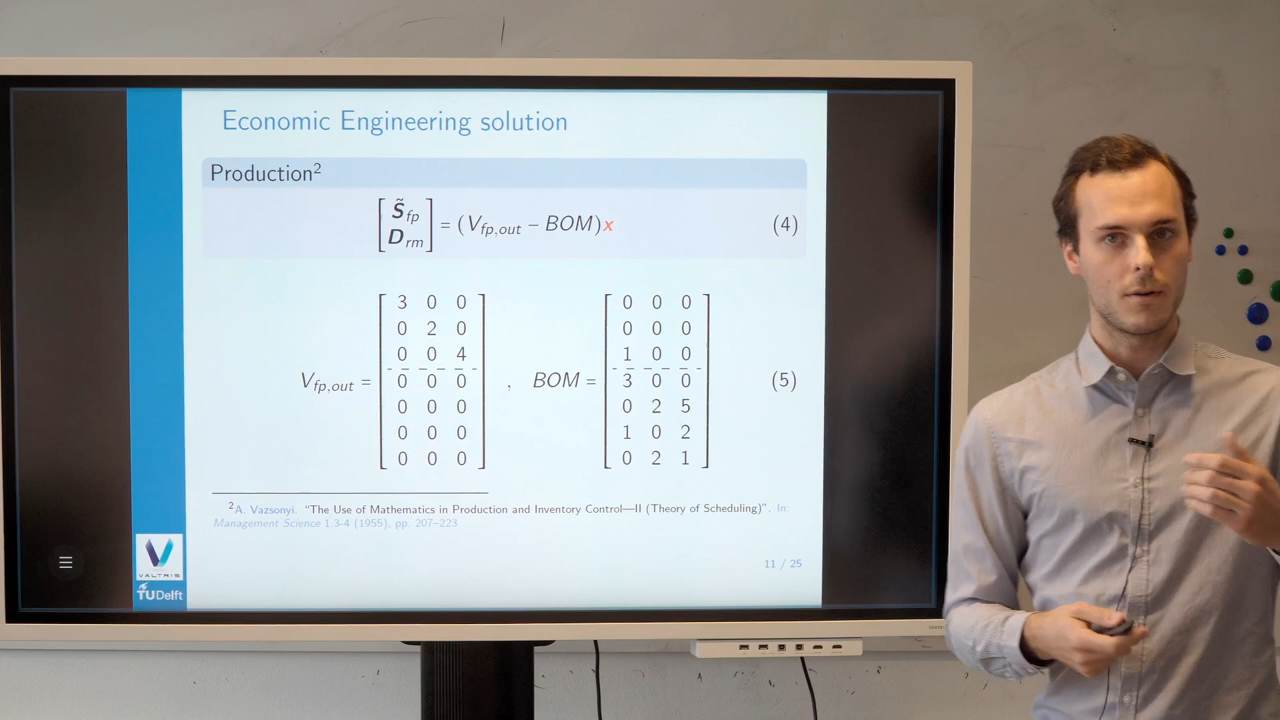 Economic Engineering solution
Production²
[ S̃_fp ; D_rm ] = (V_fp,out – BOM)x (4)
V_fp,out = [ 3 0 0 ; 0 2 0 ; 0 0 4 ; 0 0 0 ; 0 0 0 ; 0 0 0 ; 0 0 0 ] , BOM = [ 0 0 0 ; 0 0 0 ; 1 0 0 ; 3 0 0 ; 0 2 5 ; 1 0 2 ; 0 2 1 ] (5)
²A. Vazsonyi. “The Use of Mathematics in Production and Inventory Control—II (Theory of Scheduling)”. In:
Management Science 1.3-4 (1955), pp. 207–223
11 / 25
VALTRIS
TUDelft